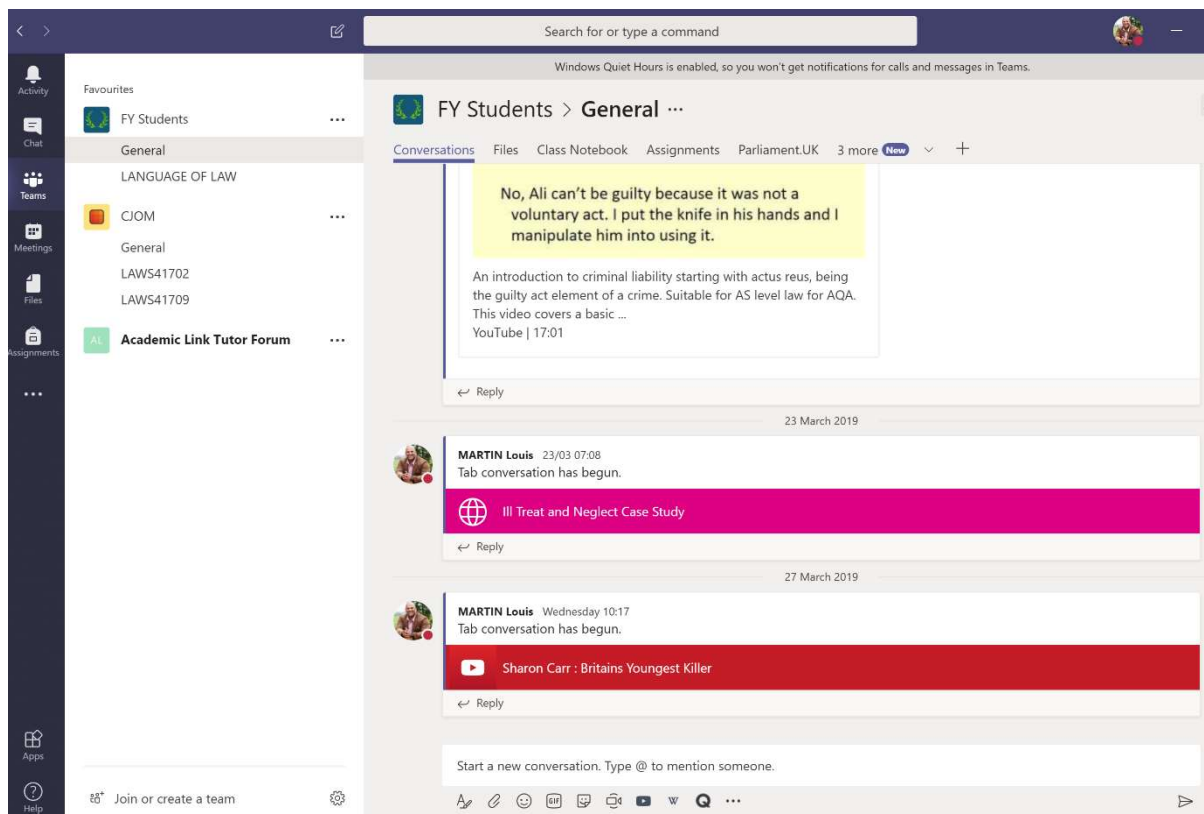 Search for or type a command
Windows Quiet Hours is enabled, so you won't get notifications for calls and messages in Teams.
Activity
Chat
Teams
Meetings
Files
Assignments
Apps
Help
Favourites
FY Students
General
LANGUAGE OF LAW
CJOM
General
LAWS41702
LAWS41709
AL
Academic Link Tutor Forum
Join or create a team
FY Students > General
Conversations Files Class Notebook Assignments Parliament.UK 3 more New
No, Ali can't be guilty because it was not a
voluntary act. I put the knife in his hands and I
manipulate him into using it.
An introduction to criminal liability starting with actus reus, being
the guilty act element of a crime. Suitable for AS level law for AQA.
This video covers a basic ...
YouTube | 17:01
Reply
23 March 2019
MARTIN Louis 23/03 07:08
Tab conversation has begun.
Ill Treat and Neglect Case Study
Reply
27 March 2019
MARTIN Louis Wednesday 10:17
Tab conversation has begun.
Sharon Carr : Britains Youngest Killer
Reply
Start a new conversation. Type @ to mention someone.
GIF
W